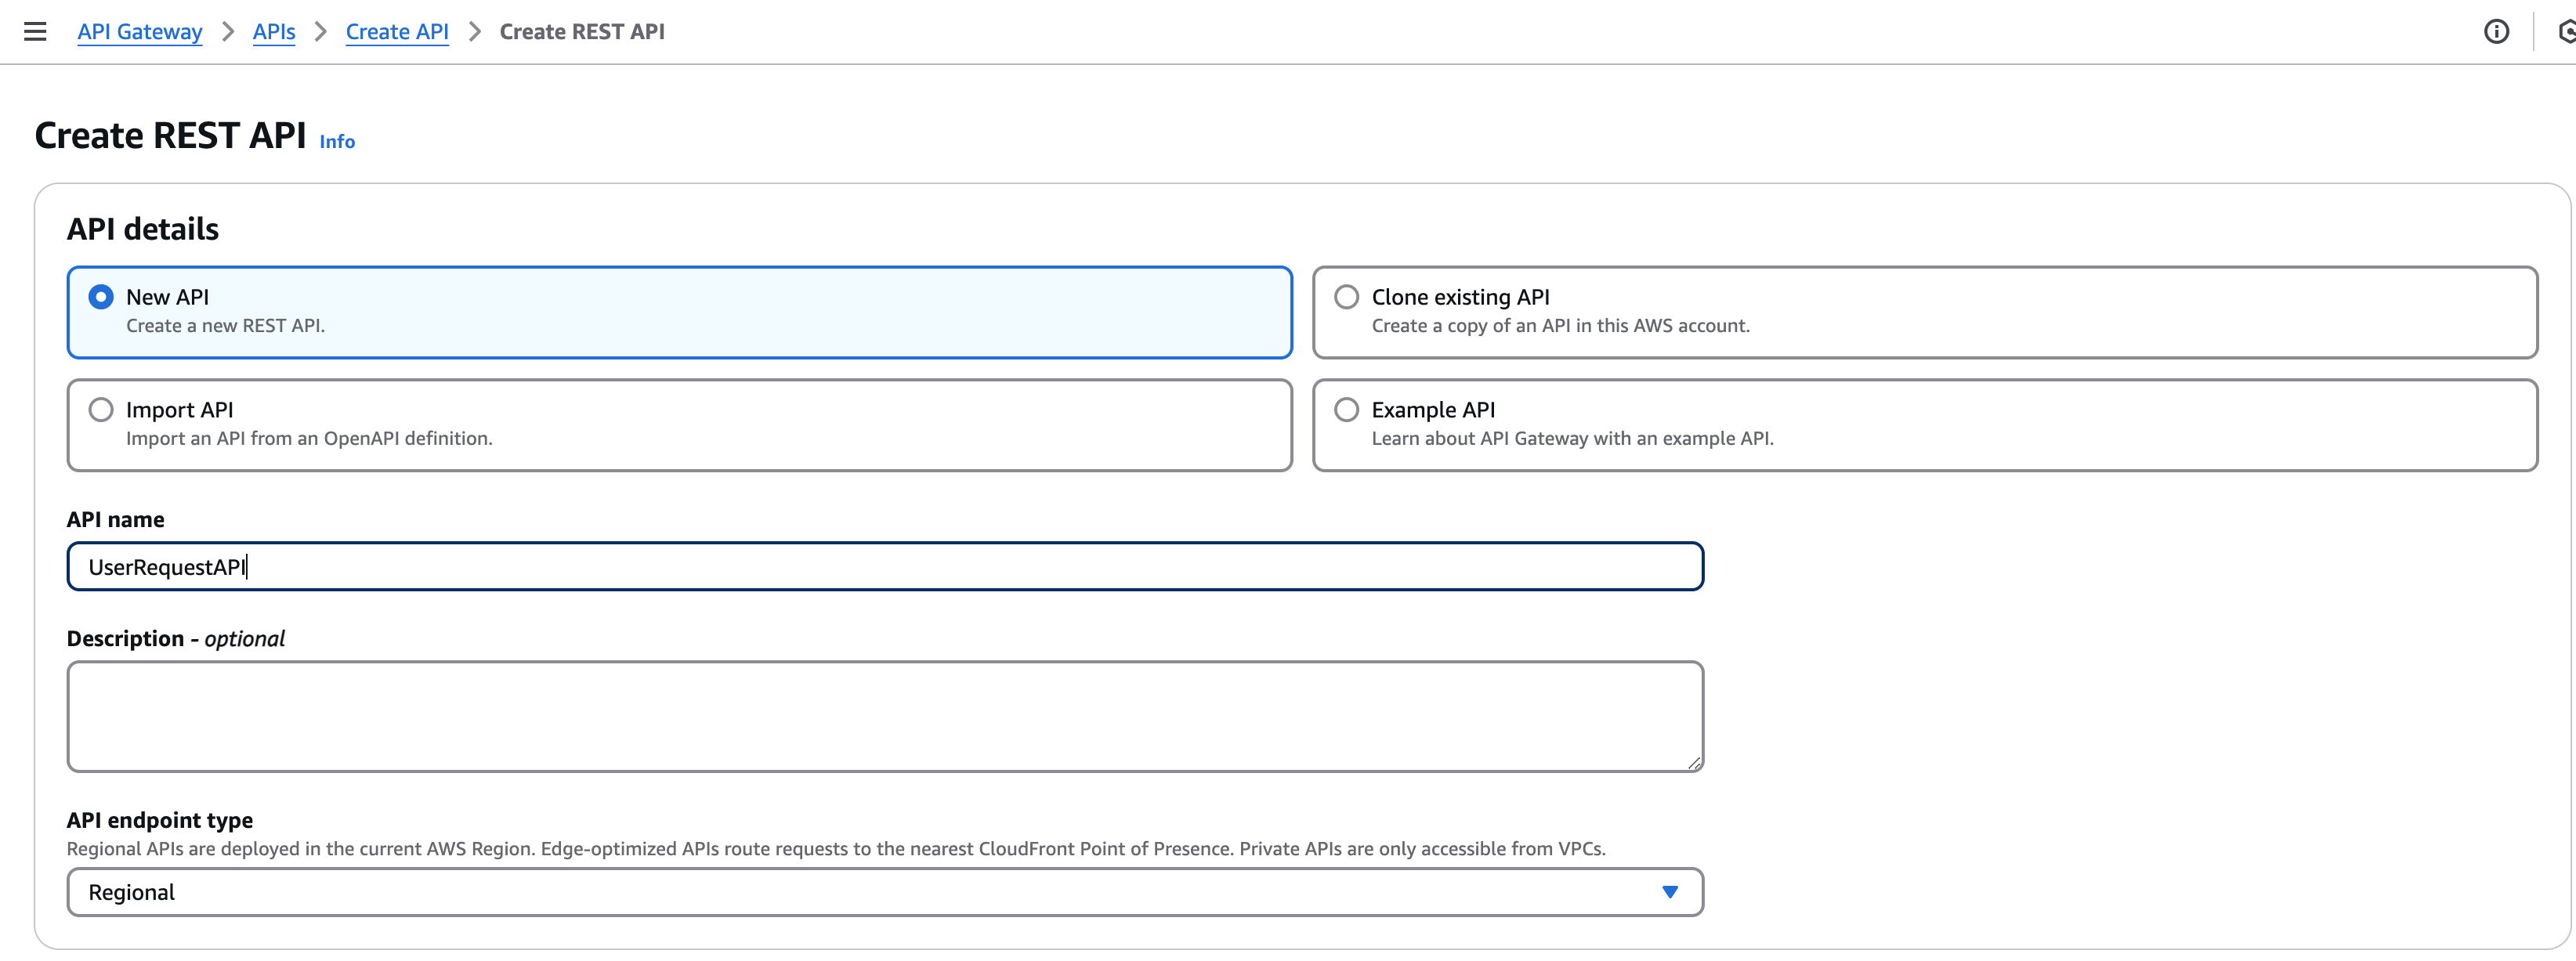 API Gateway > APIs > Create API > Create REST API
Create REST API Info
API details
New API
Create a new REST API.
Clone existing API
Create a copy of an API in this AWS account.
Import API
Import an API from an OpenAPI definition.
Example API
Learn about API Gateway with an example API.
API name
UserRequestAPI
Description - optional
API endpoint type
Regional APIs are deployed in the current AWS Region. Edge-optimized APIs route requests to the nearest CloudFront Point of Presence. Private APIs are only accessible from VPCs.
Regional